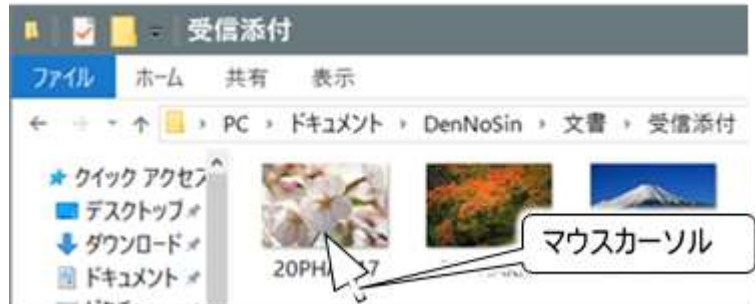 受信添付
ファイル ホーム 共有 表示
PC › ドキュメント › DenNoSin › 文書 › 受信添付
クイック アクセス
デスクトップ
ダウンロード
ドキュメント
マウスカーソル